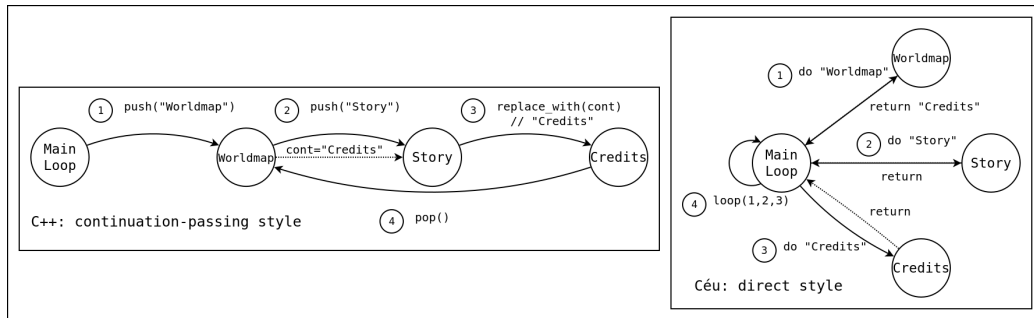 1 push("Worldmap")
2 push("Story")
3 replace_with(cont)
// "Credits"
Main
Loop
Worldmap
cont="Credits"
Story
Credits
4 pop()
C++: continuation-passing style
Worldmap
1 do "Worldmap"
return "Credits"
2 do "Story"
Main
Loop
Story
return
4 loop(1,2,3)
return
3 do "Credits"
Credits
Céu: direct style